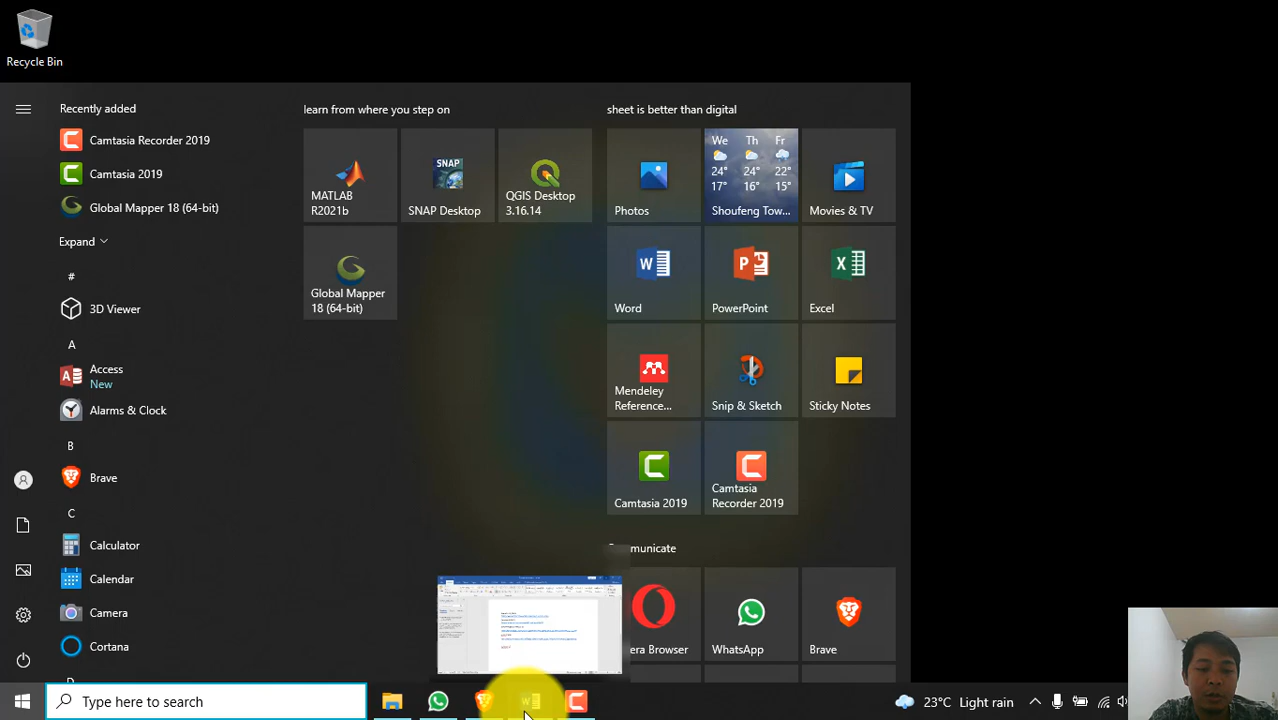 Recycle Bin
Recently added
Camtasia Recorder 2019
Camtasia 2019
Global Mapper 18 (64-bit)
Expand
#
3D Viewer
A
Access
New
Alarms & Clock
B
Brave
C
Calculator
Calendar
Camera
Cortana
D
learn from where you step on
MATLAB
R2021b
SNAP
SNAP Desktop
QGIS Desktop
3.16.14
Global Mapper
18 (64-bit)
sheet is better than digital
Photos
We Th Fr
24° 24° 22°
17° 16° 15°
Shoufeng Tow...
Movies & TV
Word
PowerPoint
Excel
Mendeley
Reference...
Snip & Sketch
Sticky Notes
Camtasia 2019
Camtasia
Recorder 2019
mmunicate
era Browser
WhatsApp
Brave
Type here to search
23°C Light rain